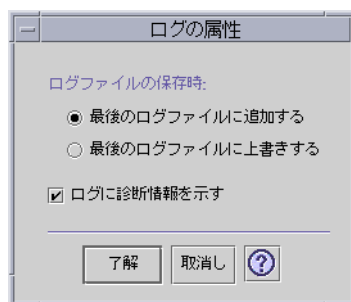 ログの属性
ログファイルの保存時:
最後のログファイルに追加する
最後のログファイルに上書きする
ログに診断情報を示す
了解 取消し ?